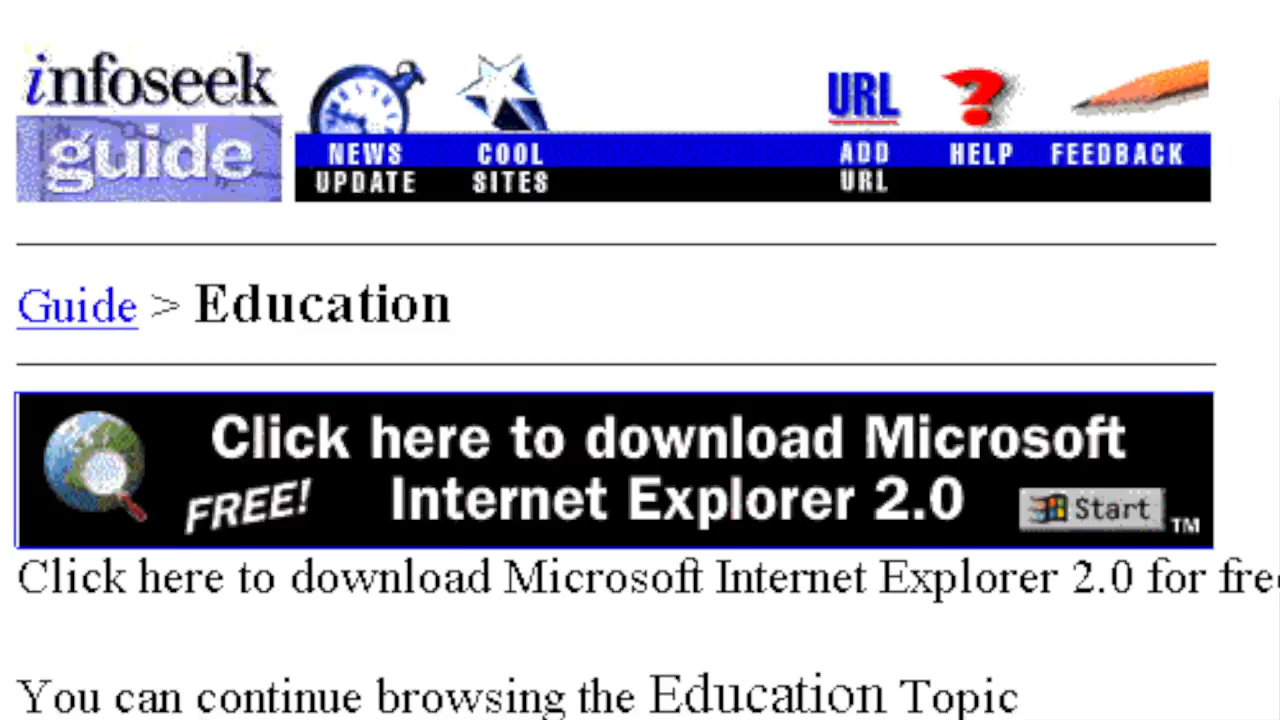 infoseek
guide
NEWS UPDATE
COOL SITES
ADD URL
URL
HELP
FEEDBACK
Guide > Education
Click here to download Microsoft
FREE! Internet Explorer 2.0
Start TM
Click here to download Microsoft Internet Explorer 2.0 for
You can continue browsing the Education Topic